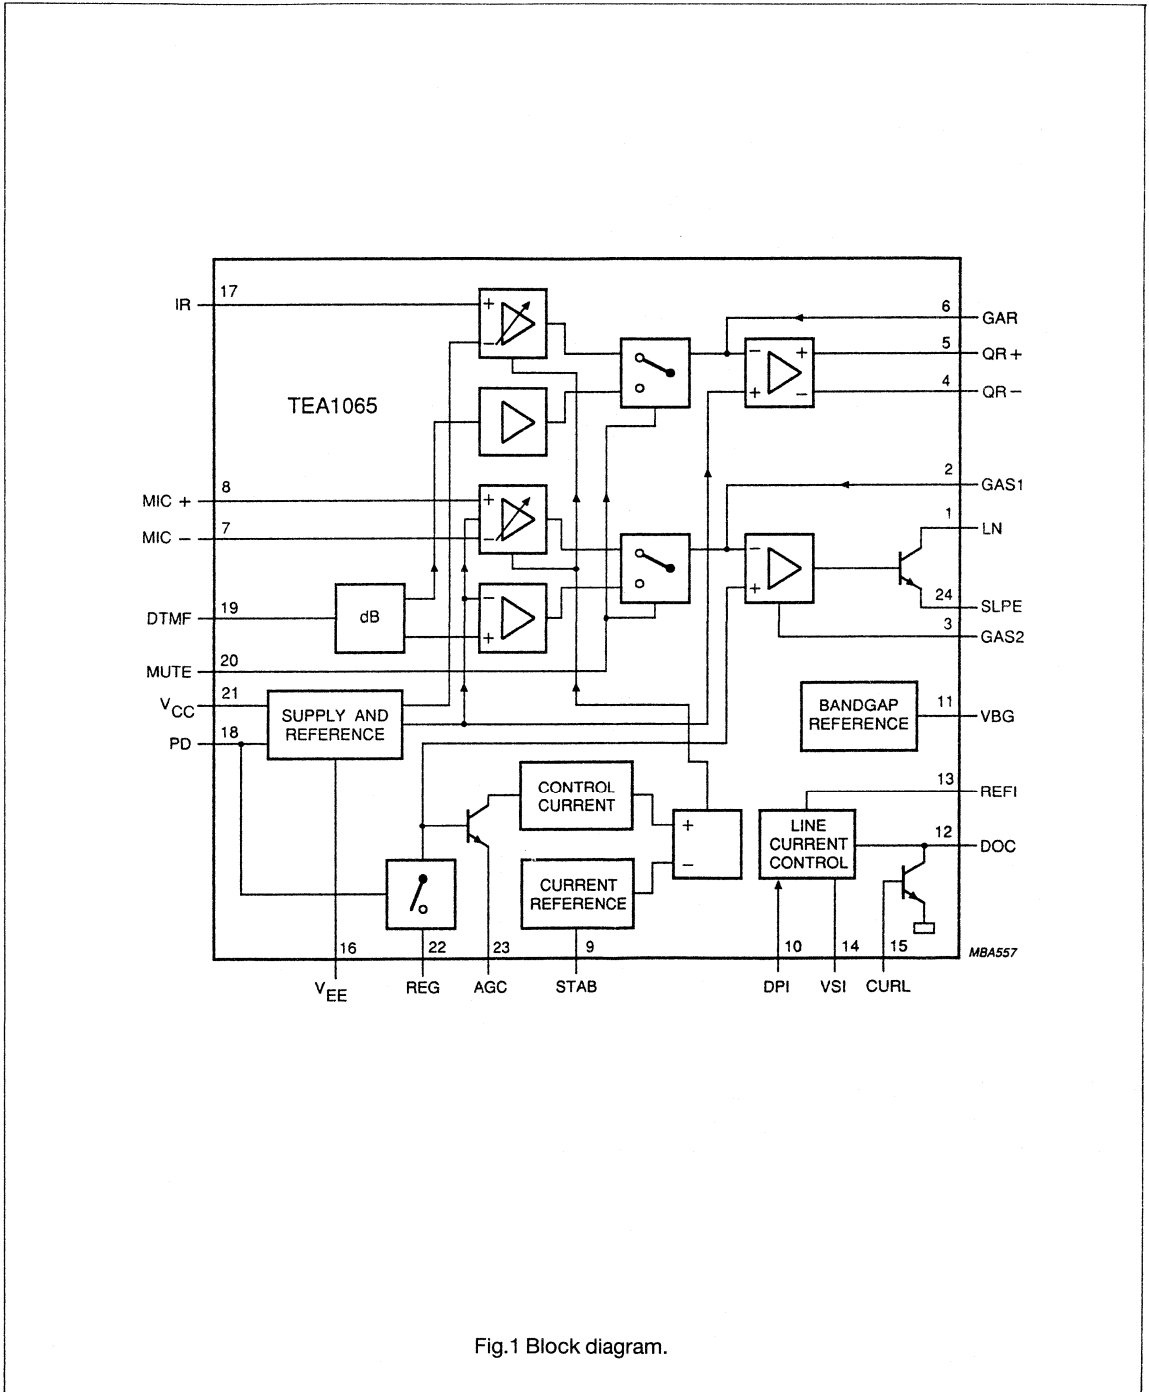 17
IR
6
GAR
5
QR+
4
QR−
TEA1065
8
MIC +
7
MIC −
2
GAS1
1
LN
24
SLPE
3
GAS2
19
DTMF
dB
20
MUTE
21
VCC
18
PD
SUPPLY AND
REFERENCE
BANDGAP
REFERENCE
11
VBG
CONTROL
CURRENT
13
REFI
LINE
CURRENT
CONTROL
12
DOC
CURRENT
REFERENCE
16
22
23
9
10
14
15
MBA557
VEE
REG
AGC
STAB
DPI
VSI
CURL
Fig.1 Block diagram.